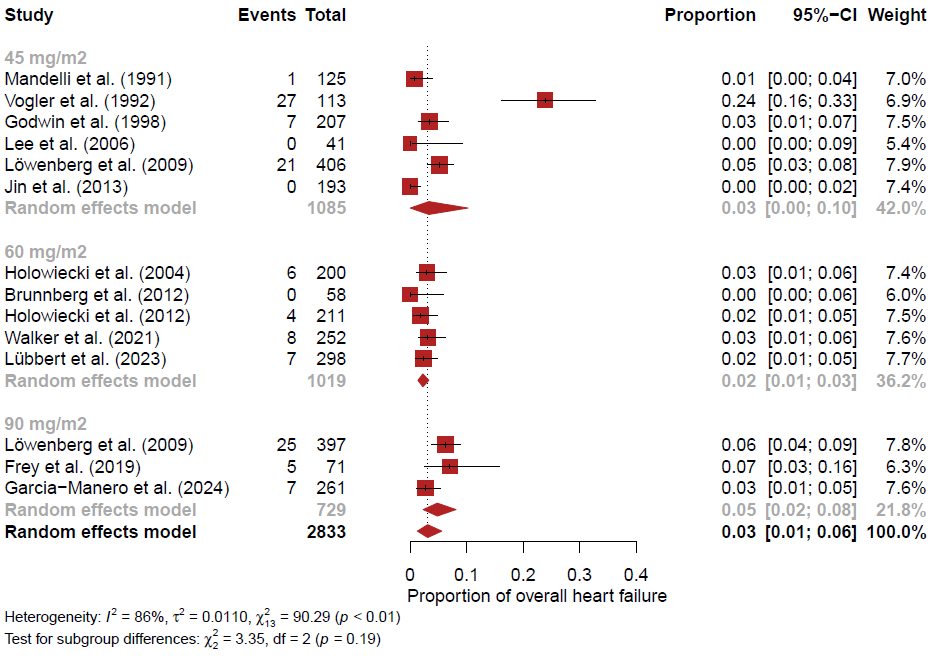 Study Events Total Proportion 95%−CI Weight
45 mg/m2
Mandelli et al. (1991) 1 125 0.01 [0.00; 0.04] 7.0%
Vogler et al. (1992) 27 113 0.24 [0.16; 0.33] 6.9%
Godwin et al. (1998) 7 207 0.03 [0.01; 0.07] 7.5%
Lee et al. (2006) 0 41 0.00 [0.00; 0.09] 5.4%
Löwenberg et al. (2009) 21 406 0.05 [0.03; 0.08] 7.9%
Jin et al. (2013) 0 193 0.00 [0.00; 0.02] 7.4%
Random effects model 1085 0.03 [0.00; 0.10] 42.0%
60 mg/m2
Holowiecki et al. (2004) 6 200 0.03 [0.01; 0.06] 7.4%
Brunnberg et al. (2012) 0 58 0.00 [0.00; 0.06] 6.0%
Holowiecki et al. (2012) 4 211 0.02 [0.01; 0.05] 7.5%
Walker et al. (2021) 8 252 0.03 [0.01; 0.06] 7.6%
Lübbert et al. (2023) 7 298 0.02 [0.01; 0.05] 7.7%
Random effects model 1019 0.02 [0.01; 0.03] 36.2%
90 mg/m2
Löwenberg et al. (2009) 25 397 0.06 [0.04; 0.09] 7.8%
Frey et al. (2019) 5 71 0.07 [0.03; 0.16] 6.3%
Garcia−Manero et al. (2024) 7 261 0.03 [0.01; 0.05] 7.6%
Random effects model 729 0.05 [0.02; 0.08] 21.8%
Random effects model 2833 0.03 [0.01; 0.06] 100.0%
0 0.1 0.2 0.3 0.4
Proportion of overall heart failure
Heterogeneity: I² = 86%, τ² = 0.0110, χ²₁₃ = 90.29 (p < 0.01)
Test for subgroup differences: χ²₂ = 3.35, df = 2 (p = 0.19)